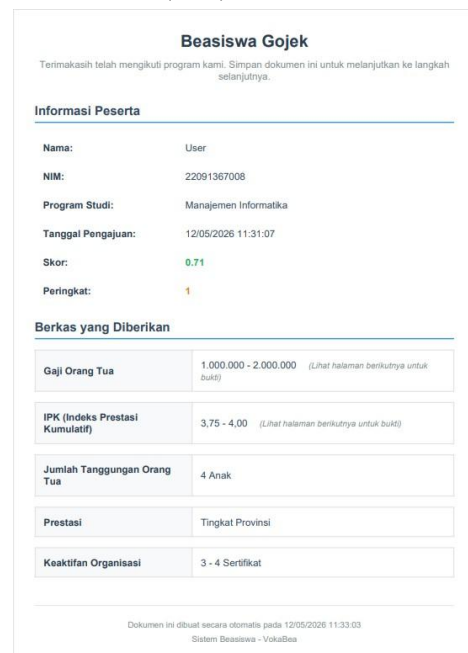 Beasiswa Gojek
Terimakasih telah mengikuti program kami. Simpan dokumen ini untuk melanjutkan ke langkah
selanjutnya.
Informasi Peserta
Nama: User
NIM: 22091367008
Program Studi: Manajemen Informatika
Tanggal Pengajuan: 12/05/2026 11:31:07
Skor: 0.71
Peringkat: 1
Berkas yang Diberikan
Gaji Orang Tua 1.000.000 - 2.000.000 (Lihat halaman berikutnya untuk
bukti)
IPK (Indeks Prestasi
Kumulatif) 3,75 - 4,00 (Lihat halaman berikutnya untuk bukti)
Jumlah Tanggungan Orang
Tua 4 Anak
Prestasi Tingkat Provinsi
Keaktifan Organisasi 3 - 4 Sertifikat
Dokumen ini dibuat secara otomatis pada 12/05/2026 11:33:03
Sistem Beasiswa - VokaBea